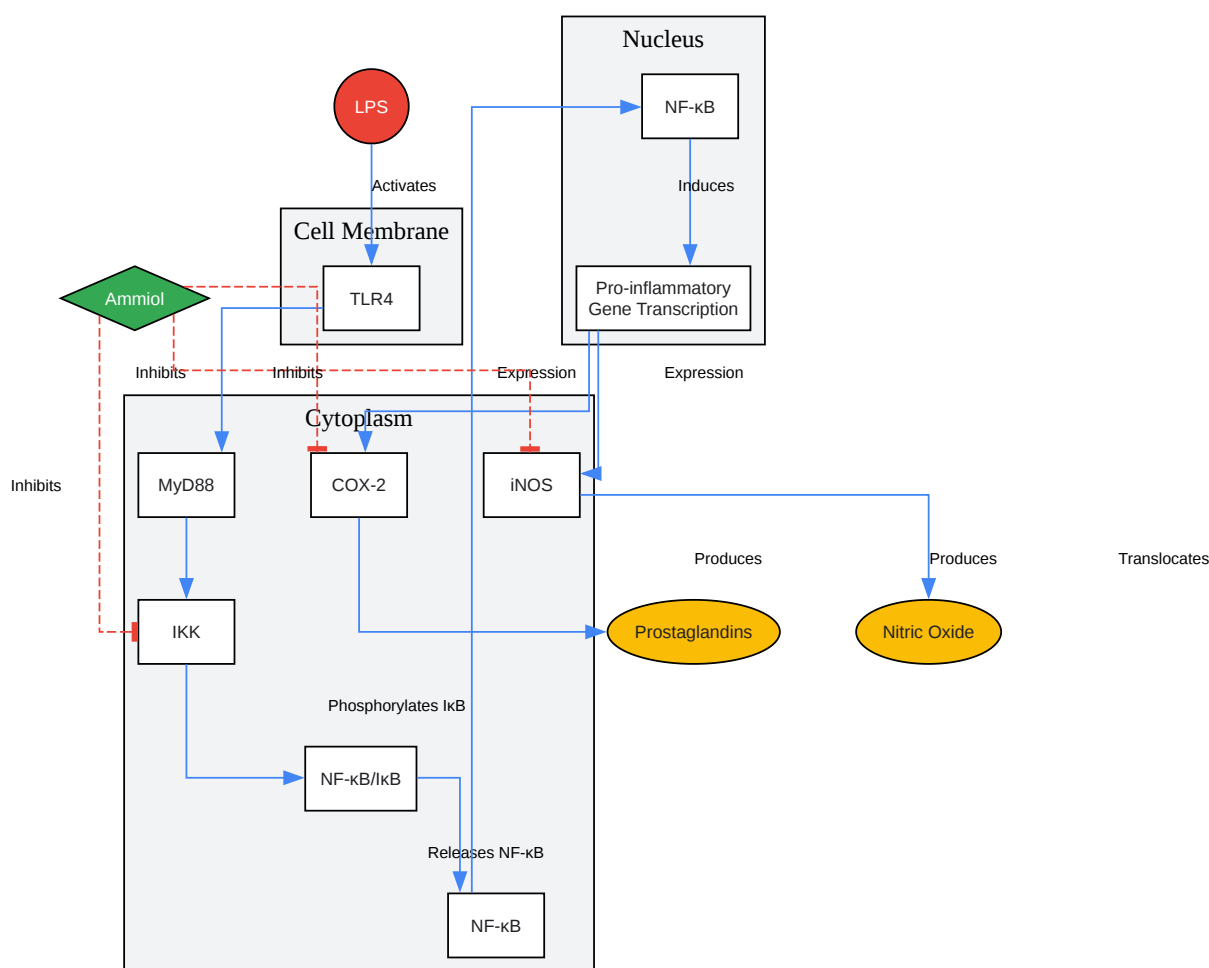 Nucleus
LPS
NF-κB
Activates
Induces
Cell Membrane
Ammiol
TLR4
Pro-inflammatory
Gene Transcription
Inhibits
Inhibits
Expression
Expression
Cytoplasm
Inhibits
MyD88
COX-2
iNOS
Produces
Produces
Translocates
IKK
Prostaglandins
Nitric Oxide
Phosphorylates IκB
NF-κB/IκB
Releases NF-κB
NF-κB